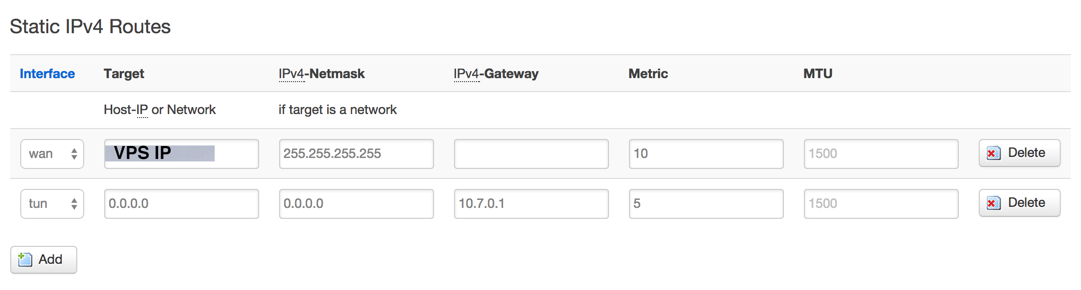 Static IPv4 Routes
Interface Target IPv4-Netmask IPv4-Gateway Metric MTU
Host-IP or Network if target is a network
wan VPS IP 255.255.255.255 10 1500 Delete
tun 0.0.0.0 0.0.0.0 10.7.0.1 5 1500 Delete
Add